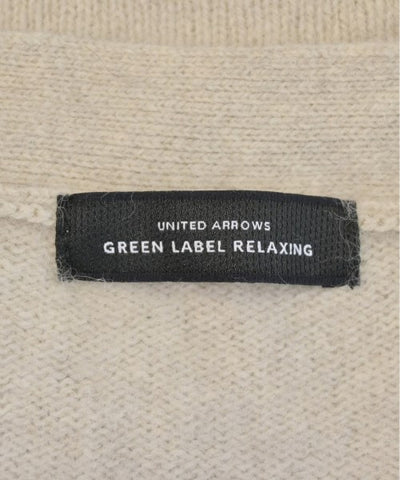 UNITED ARROWS
GREEN LABEL RELAXING